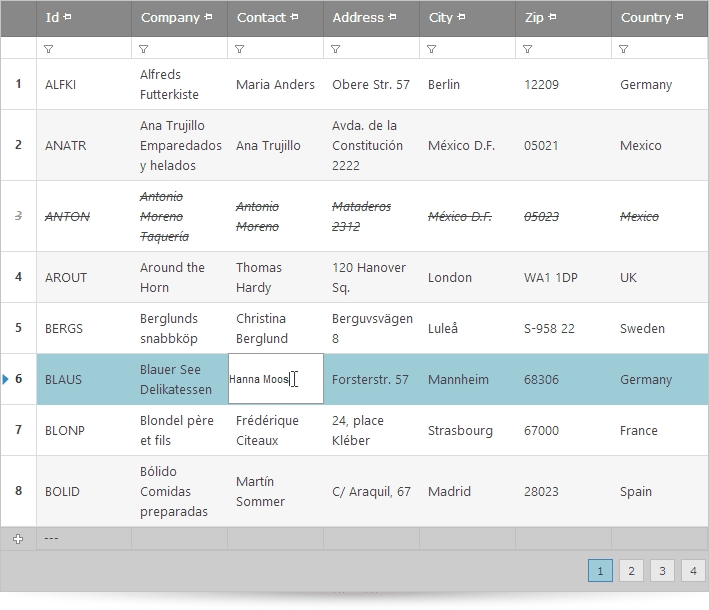 Id Company Contact Address City Zip Country
1 ALFKI Alfreds Futterkiste Maria Anders Obere Str. 57 Berlin 12209 Germany
2 ANATR Ana Trujillo Emparedados y helados Ana Trujillo Avda. de la Constitución 2222 México D.F. 05021 Mexico
3 ANTON Antonio Moreno Taquería Antonio Moreno Mataderos 2312 México D.F. 05023 Mexico
4 AROUT Around the Horn Thomas Hardy 120 Hanover Sq. London WA1 1DP UK
5 BERGS Berglunds snabbköp Christina Berglund Berguvsvägen 8 Luleå S-958 22 Sweden
6 BLAUS Blauer See Delikatessen Hanna Moos Forsterstr. 57 Mannheim 68306 Germany
7 BLONP Blondel père et fils Frédérique Citeaux 24, place Kléber Strasbourg 67000 France
8 BOLID Bólido Comidas preparadas Martín Sommer C/ Araquil, 67 Madrid 28023 Spain
---
1 2 3 4